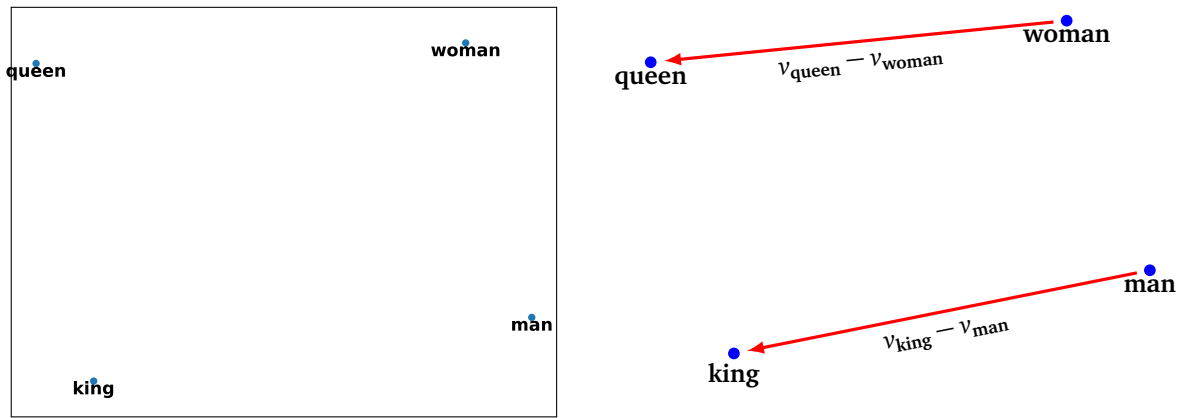 woman
queen
man
king
woman
queen
v_queen − v_woman
man
v_king − v_man
king